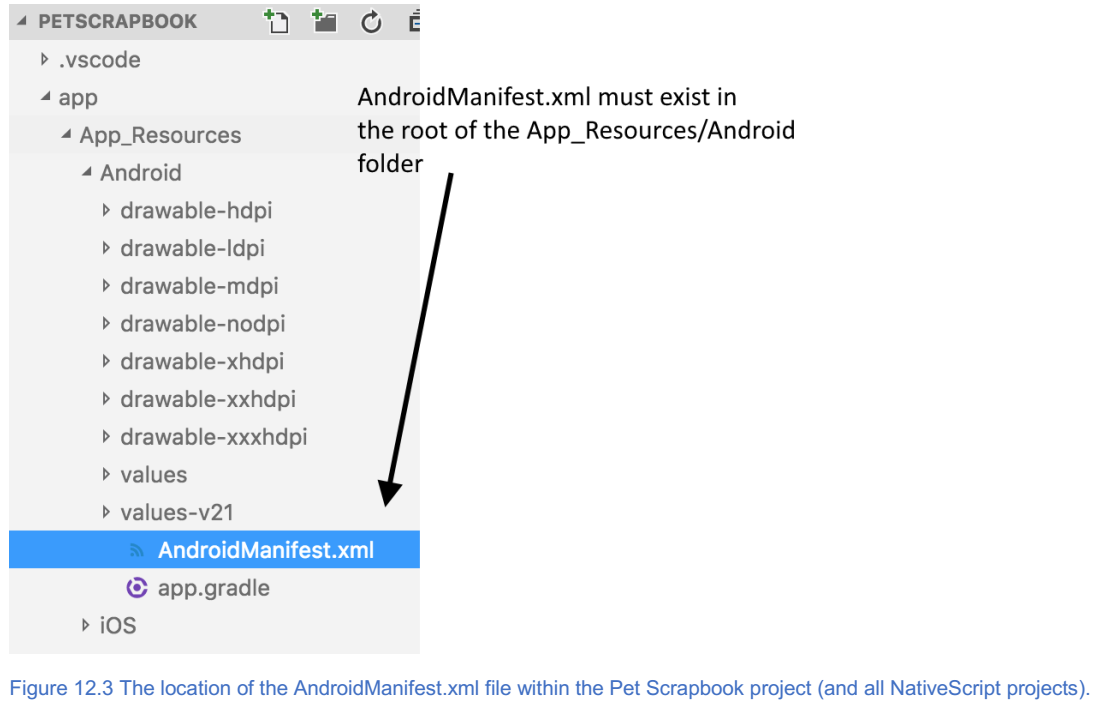 PETSCRAPBOOK
.vscode
app
App_Resources
Android
drawable-hdpi
drawable-ldpi
drawable-mdpi
drawable-nodpi
drawable-xhdpi
drawable-xxhdpi
drawable-xxxhdpi
values
values-v21
AndroidManifest.xml
app.gradle
iOS
AndroidManifest.xml must exist in
the root of the App_Resources/Android
folder
Figure 12.3 The location of the AndroidManifest.xml file within the Pet Scrapbook project (and all NativeScript projects).